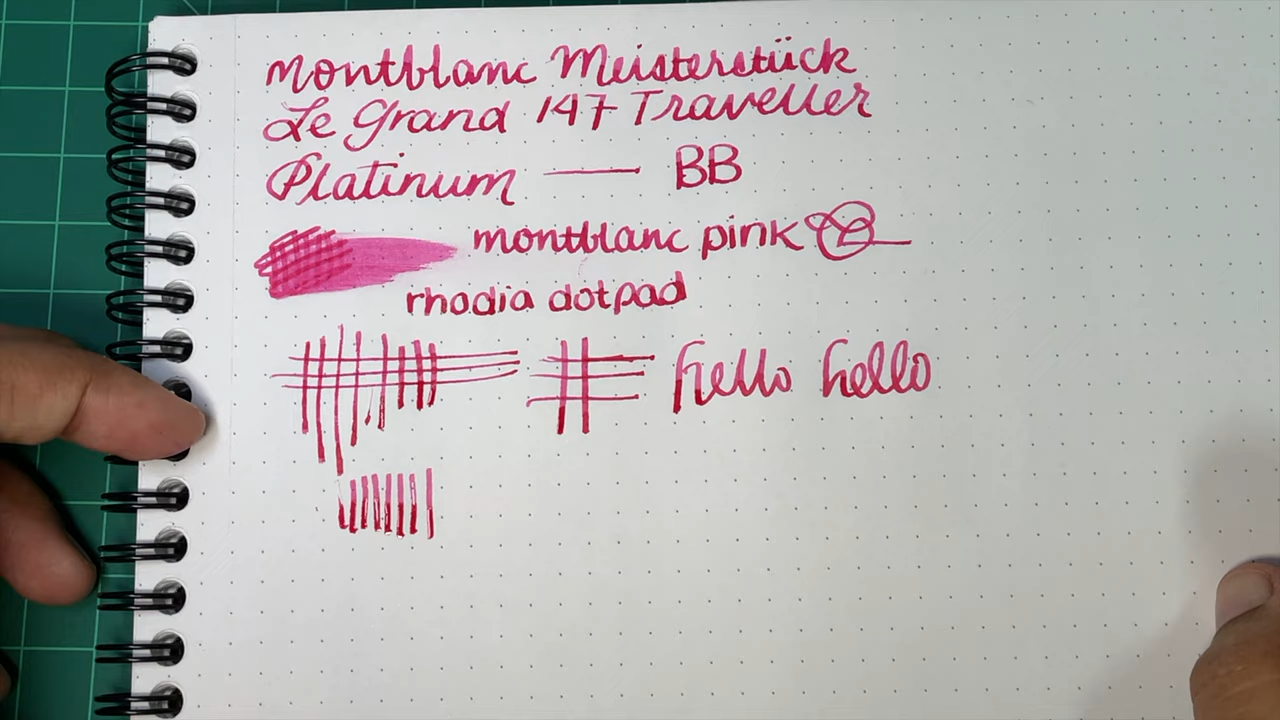 Montblanc Meisterstück
Le Grand 147 Traveller
Platinum — BB
montblanc pink
rhodia dotpad
hello hello